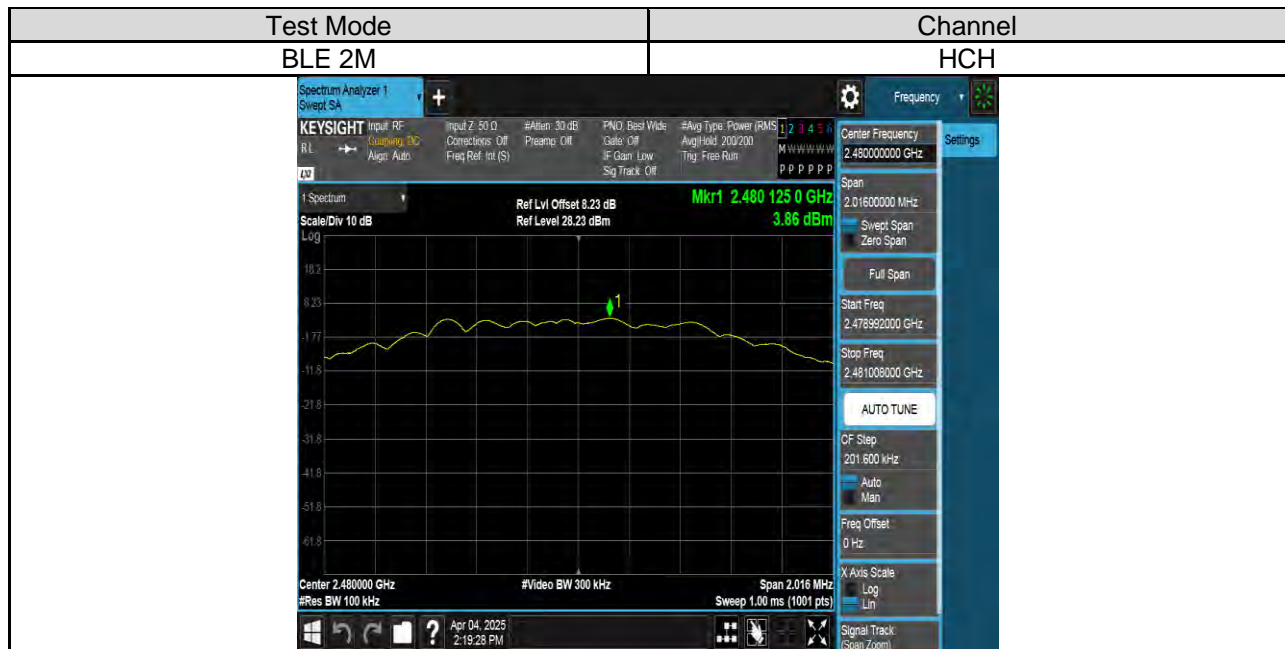 Test Mode Channel
BLE 2M HCH
Spectrum Analyzer 1
Swept SA
+
Frequency
KEYSIGHT Input: RF Input Z: 50 Ω #Atten: 30 dB PNO: Best Wide #Avg Type: Power (RMS 1 2 3 4 5 6
RL Coupling: DC Corrections: Off Preamp: Off Gate: Off Avg|Hold: 200/200 M W W W W W
Align: Auto Freq Ref: Int (S) IF Gain: Low Trig: Free Run
Sig Track: Off P P P P P P
LXI
1 Spectrum
Scale/Div 10 dB
Log
Ref Lvl Offset 8.23 dB
Ref Level 28.23 dBm
Mkr1 2.480 125 0 GHz
3.86 dBm
18.2
8.23
-1.77
-11.8
-21.8
-31.8
-41.8
-51.8
-61.8
1
Center 2.480000 GHz #Video BW 300 kHz Span 2.016 MHz
#Res BW 100 kHz Sweep 1.00 ms (1001 pts)
?
Apr 04, 2025
2:19:28 PM
Center Frequency
2.480000000 GHz
Settings
Span
2.01600000 MHz
Swept Span
Zero Span
Full Span
Start Freq
2.478992000 GHz
Stop Freq
2.481008000 GHz
AUTO TUNE
CF Step
201.600 kHz
Auto
Man
Freq Offset
0 Hz
X Axis Scale
Log
Lin
Signal Track
(Span Zoom)